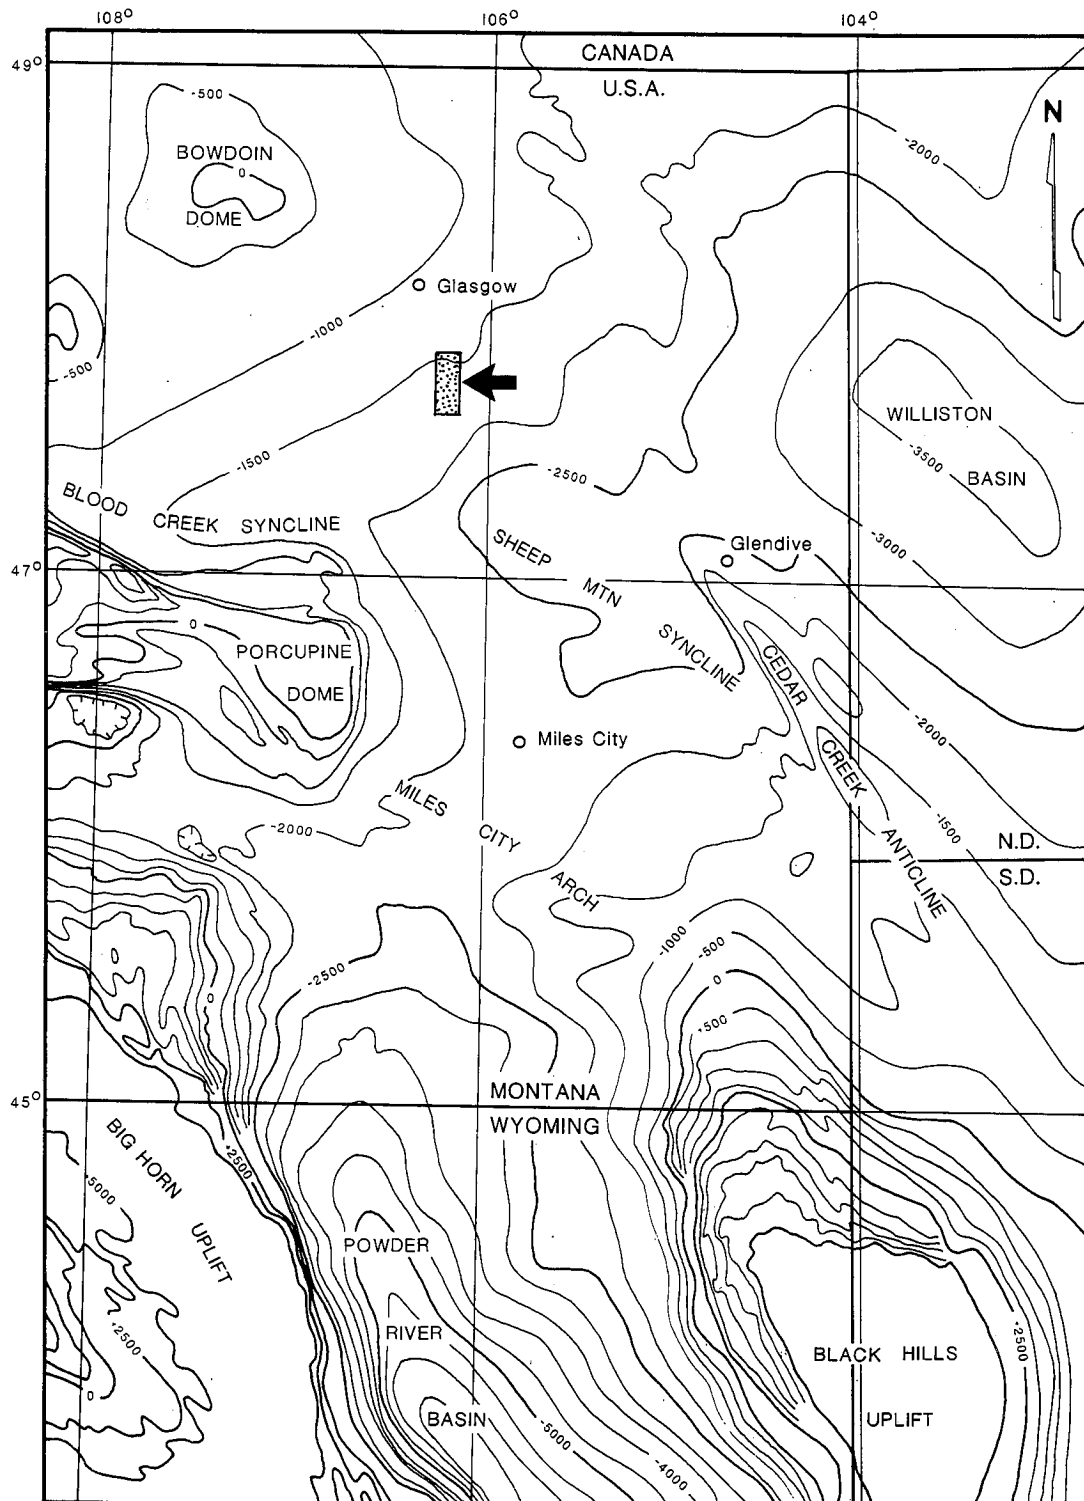 108°
106°
104°
49°
CANADA
U.S.A.
N
-500
BOWDOIN
0
DOME
-2000
Glasgow
-1000
-500
WILLISTON
-3500
BASIN
-1500
-2500
BLOOD CREEK SYNCLINE
-3000
SHEEP MTN SYNCLINE
Glendive
47°
0
PORCUPINE
DOME
CEDAR CREEK ANTICLINE
-2000
Miles City
MILES CITY ARCH
-2000
-1500
N.D.
S.D.
-1000
-500
0
+500
-2500
0
0
45°
MONTANA
WYOMING
BIG HORN UPLIFT
+2500
+5000
POWDER
RIVER
BASIN
+2500
0
-5000
-4000
BLACK HILLS
UPLIFT
+2500